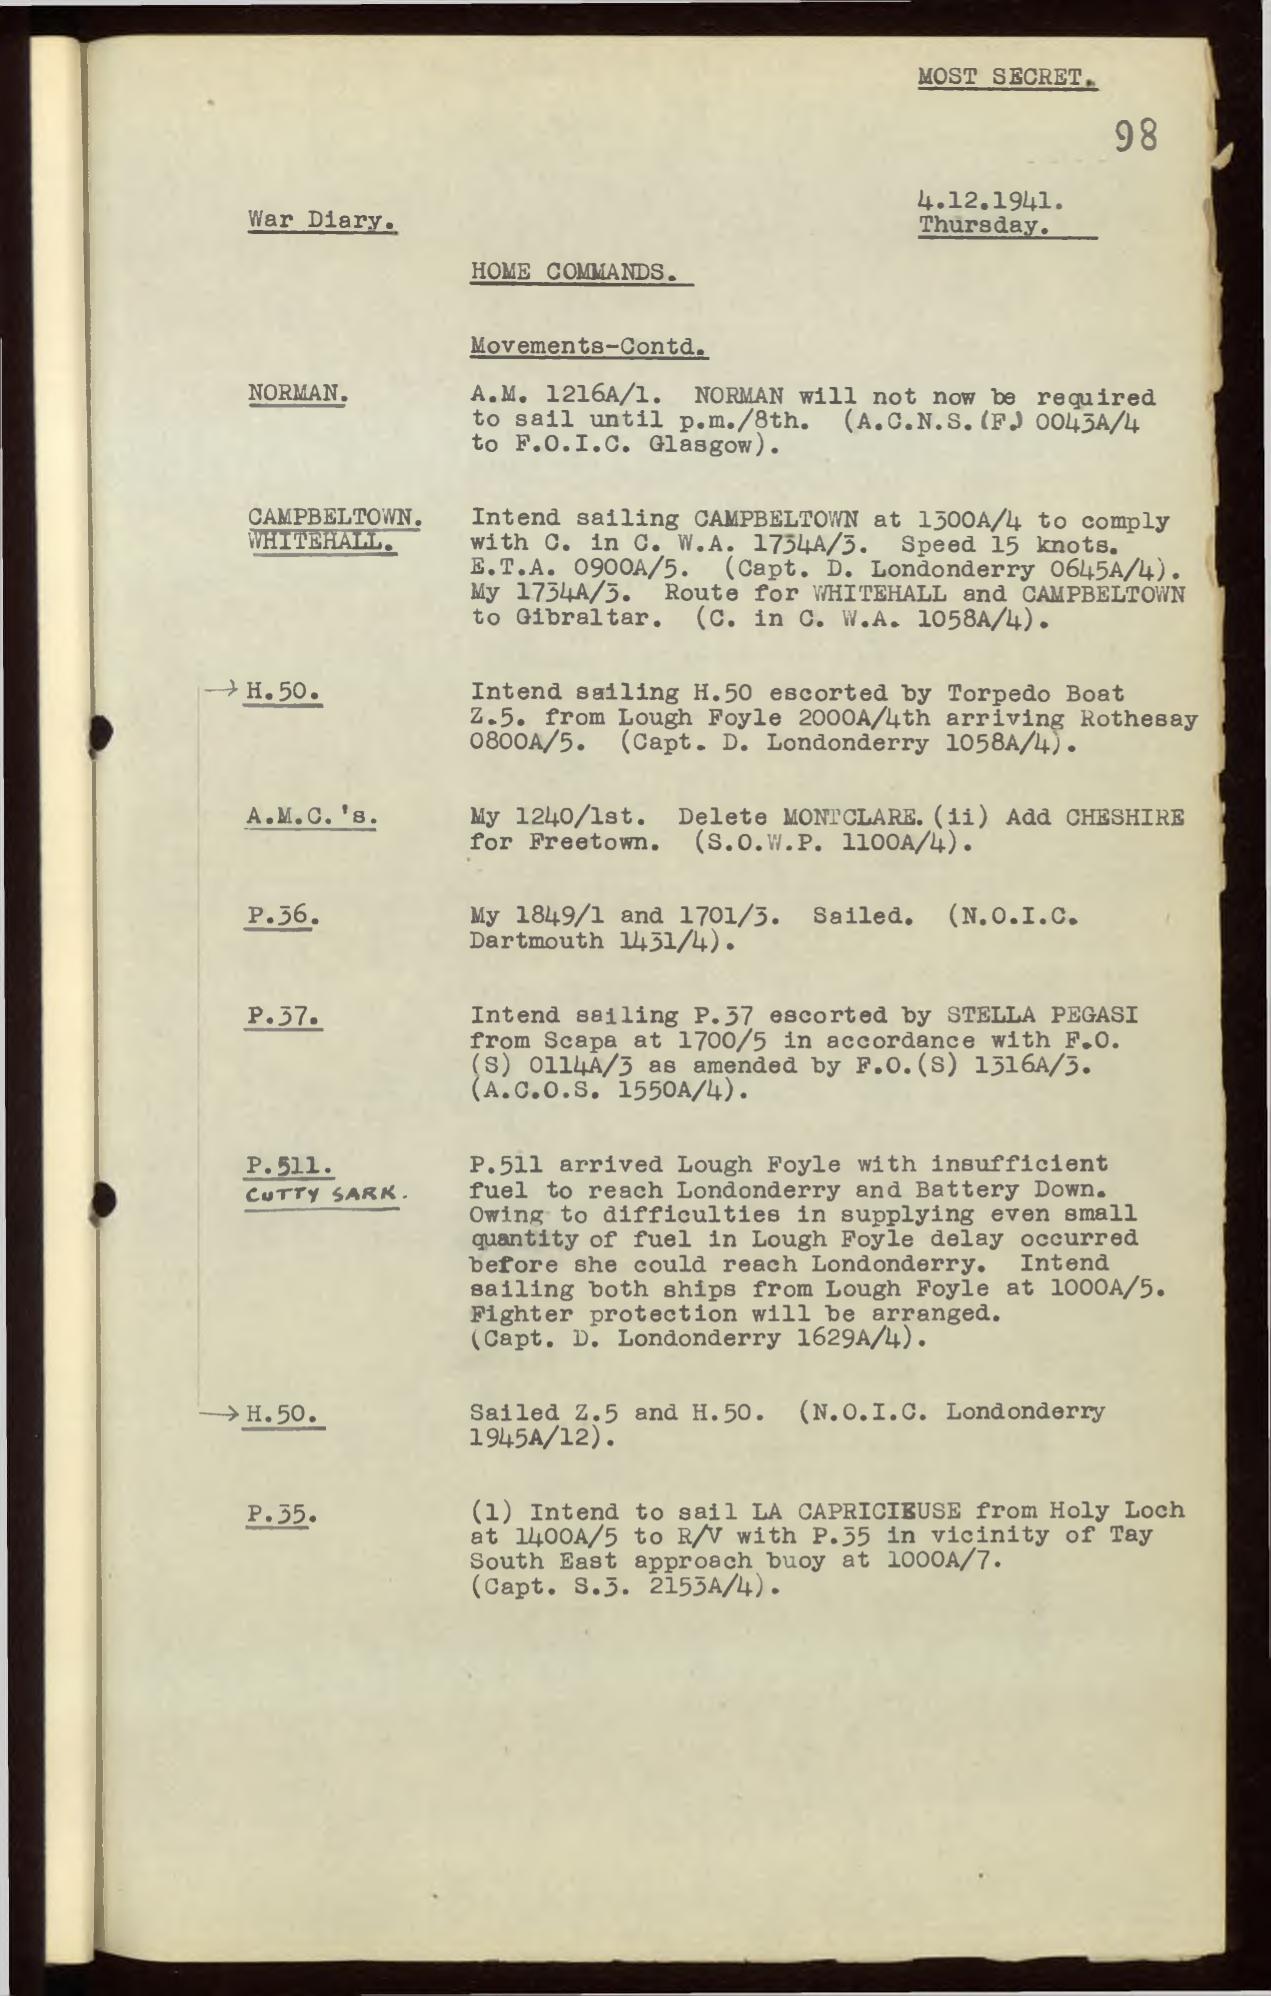 MOST SECRET.
98
4.12.1941.
War Diary.
Thursday.
HOME COMMANDS.
Movements-Contd.
NORMAN.
A.M. 1216A/1. NORMAN will not now be required
to sail until p.m./8th. (A.C.N.S.(F.) 0043A/4
to F.O.I.C. Glasgow).
CAMPBELTOWN.
WHITEHALL.
Intend sailing CAMPBELTOWN at 1300A/4 to comply
with C. in C. W.A. 1734A/3. Speed 15 knots.
E.T.A. 0900A/5. (Capt. D. Londonderry 0645A/4).
My 1734A/3. Route for WHITEHALL and CAMPBELTOWN
to Gibraltar. (C. in C. W.A. 1058A/4).
→ H.50.
Intend sailing H.50 escorted by Torpedo Boat
Z.5. from Lough Foyle 2000A/4th arriving Rothesay
0800A/5. (Capt. D. Londonderry 1058A/4).
A.M.C.'s.
My 1240/1st. Delete MONTCLARE. (ii) Add CHESHIRE
for Freetown. (S.O.W.P. 1100A/4).
P.36.
My 1849/1 and 1701/3. Sailed. (N.O.I.C.
Dartmouth 1431/4).
P.37.
Intend sailing P.37 escorted by STELLA PEGASI
from Scapa at 1700/5 in accordance with F.O.
(S) 0114A/3 as amended by F.O.(S) 1316A/3.
(A.C.O.S. 1550A/4).
P.511.
CUTTY SARK.
P.511 arrived Lough Foyle with insufficient
fuel to reach Londonderry and Battery Down.
Owing to difficulties in supplying even small
quantity of fuel in Lough Foyle delay occurred
before she could reach Londonderry. Intend
sailing both ships from Lough Foyle at 1000A/5.
Fighter protection will be arranged.
(Capt. D. Londonderry 1629A/4).
→ H.50.
Sailed Z.5 and H.50. (N.O.I.C. Londonderry
1945A/12).
P.35.
(1) Intend to sail LA CAPRICIEUSE from Holy Loch
at 1400A/5 to R/V with P.35 in vicinity of Tay
South East approach buoy at 1000A/7.
(Capt. S.3. 2153A/4).